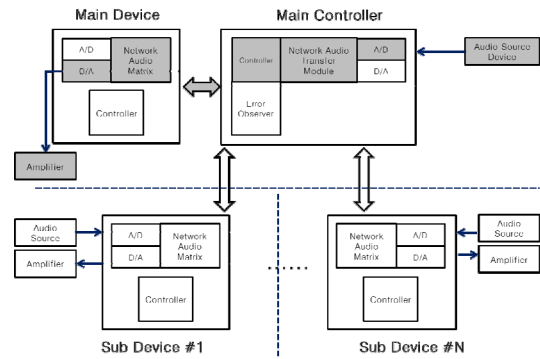 Main Device
Main Controller
A/D
D/A
Network
Audio
Matrix
Controller
Controller
Network Audio
Transfer
Module
A/D
D/A
Error
Observer
Audio Source
Device
Amplifier
Audio
Source
Amplifier
A/D
D/A
Network
Audio
Matrix
Controller
......
Network
Audio
Matrix
A/D
D/A
Controller
Audio
Source
Amplifier
Sub Device #1
Sub Device #N